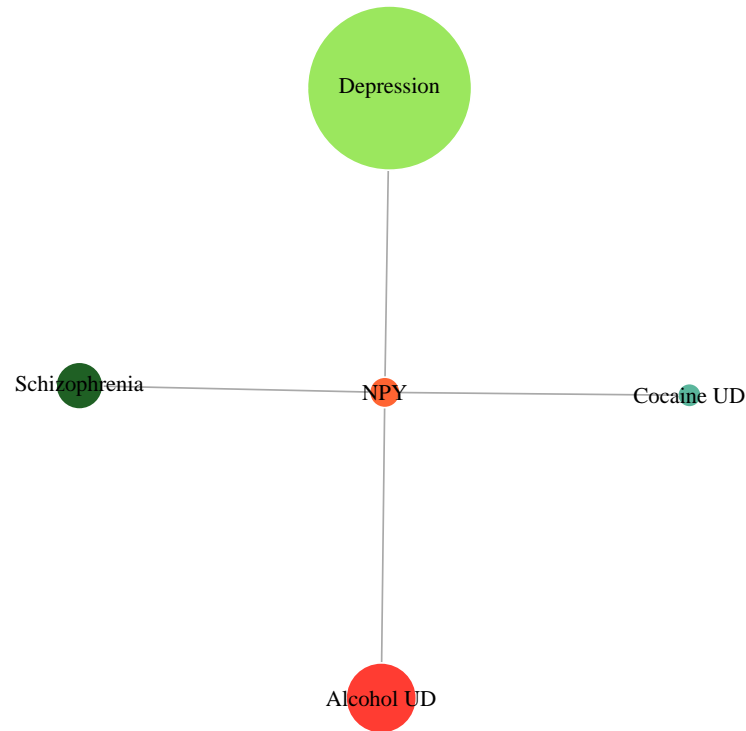 Depression
Schizophrenia
NPY
Cocaine UD
Alcohol UD